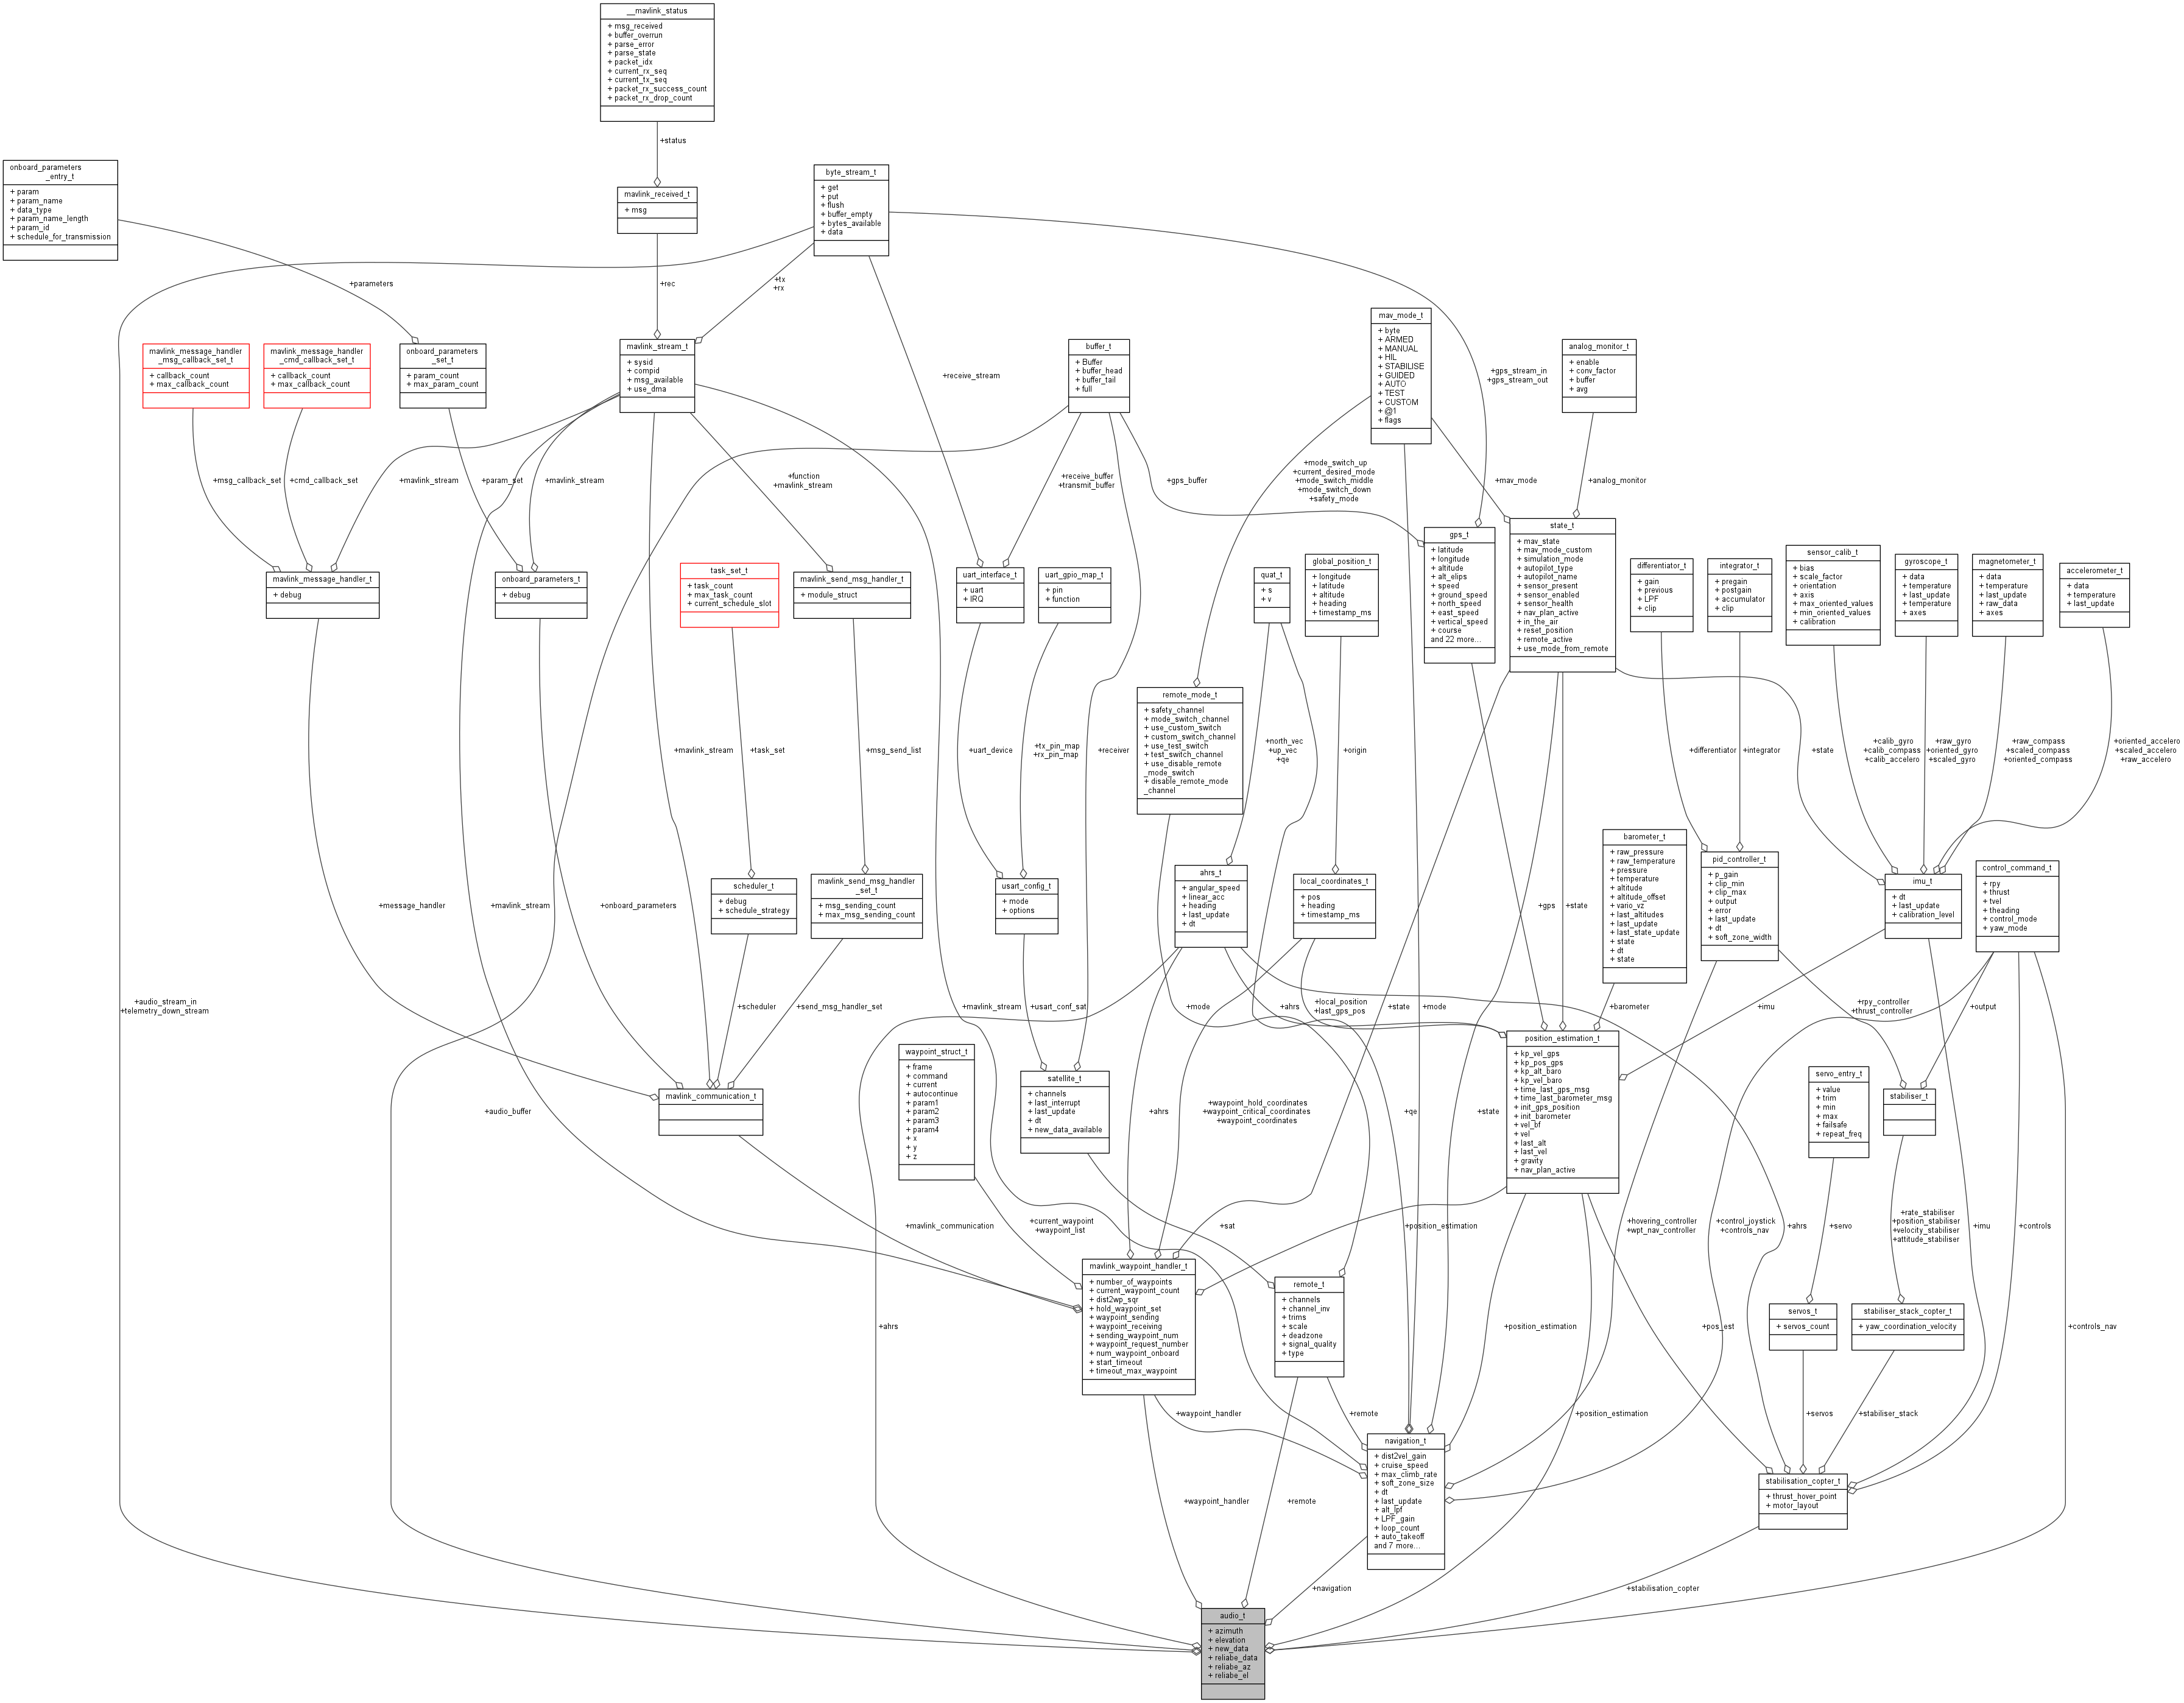 __mavlink_status
+ msg_received
+ buffer_overrun
+ parse_error
+ parse_state
+ packet_idx
+ current_rx_seq
+ current_tx_seq
+ packet_rx_success_count
+ packet_rx_drop_count
+status
onboard_parameters
_entry_t
+ param
+ param_name
+ data_type
+ param_name_length
+ param_id
+ schedule_for_transmission
mavlink_received_t
+ msg
byte_stream_t
+ get
+ put
+ flush
+ buffer_empty
+ bytes_available
+ data
+parameters
+rec
+tx
+rx
mavlink_message_handler
_msg_callback_set_t
+ callback_count
+ max_callback_count
mavlink_message_handler
_cmd_callback_set_t
+ callback_count
+ max_callback_count
onboard_parameters
_set_t
+ param_count
+ max_param_count
mavlink_stream_t
+ sysid
+ compid
+ msg_available
+ use_dma
+receive_stream
buffer_t
+ Buffer
+ buffer_head
+ buffer_tail
+ full
mav_mode_t
+ byte
+ ARMED
+ MANUAL
+ HIL
+ STABILISE
+ GUIDED
+ AUTO
+ TEST
+ CUSTOM
+ @1
+ flags
+gps_stream_in
+gps_stream_out
analog_monitor_t
+ enable
+ conv_factor
+ buffer
+ avg
+msg_callback_set
+cmd_callback_set
+mavlink_stream
+param_set
+mavlink_stream
+function
+mavlink_stream
+receive_buffer
+transmit_buffer
+gps_buffer
+mode_switch_up
+current_desired_mode
+mode_switch_middle
+mode_switch_down
+safety_mode
+mav_mode
+analog_monitor
mavlink_message_handler_t
+ debug
onboard_parameters_t
+ debug
task_set_t
+ task_count
+ max_task_count
+ current_schedule_slot
mavlink_send_msg_handler_t
+ module_struct
uart_interface_t
+ uart
+ IRQ
uart_gpio_map_t
+ pin
+ function
quat_t
+ s
+ v
global_position_t
+ longitude
+ latitude
+ altitude
+ heading
+ timestamp_ms
gps_t
+ latitude
+ longitude
+ altitude
+ alt_elips
+ speed
+ ground_speed
+ north_speed
+ east_speed
+ vertical_speed
+ course
and 22 more...
state_t
+ mav_state
+ mav_mode_custom
+ simulation_mode
+ autopilot_type
+ autopilot_name
+ sensor_present
+ sensor_enabled
+ sensor_health
+ nav_plan_active
+ in_the_air
+ reset_position
+ remote_active
+ use_mode_from_remote
differentiator_t
+ gain
+ previous
+ LPF
+ clip
integrator_t
+ pregain
+ postgain
+ accumulator
+ clip
sensor_calib_t
+ bias
+ scale_factor
+ orientation
+ axis
+ max_oriented_values
+ min_oriented_values
+ calibration
gyroscope_t
+ data
+ temperature
+ last_update
+ temperature
+ axes
magnetometer_t
+ data
+ temperature
+ last_update
+ raw_data
+ axes
accelerometer_t
+ data
+ temperature
+ last_update
+mavlink_stream
+task_set
+msg_send_list
+uart_device
+tx_pin_map
+rx_pin_map
+receiver
remote_mode_t
+ safety_channel
+ mode_switch_channel
+ use_custom_switch
+ custom_switch_channel
+ use_test_switch
+ test_switch_channel
+ use_disable_remote
_mode_switch
+ disable_remote_mode
_channel
+north_vec
+up_vec
+qe
+origin
+differentiator
+integrator
+state
+calib_gyro
+calib_compass
+calib_accelero
+raw_gyro
+oriented_gyro
+scaled_gyro
+raw_compass
+scaled_compass
+oriented_compass
+oriented_accelero
+scaled_accelero
+raw_accelero
+message_handler
+mavlink_stream
+onboard_parameters
scheduler_t
+ debug
+ schedule_strategy
mavlink_send_msg_handler
_set_t
+ msg_sending_count
+ max_msg_sending_count
usart_config_t
+ mode
+ options
ahrs_t
+ angular_speed
+ linear_acc
+ heading
+ last_update
+ dt
local_coordinates_t
+ pos
+ heading
+ timestamp_ms
+gps
+state
barometer_t
+ raw_pressure
+ raw_temperature
+ pressure
+ temperature
+ altitude
+ altitude_offset
+ vario_vz
+ last_altitudes
+ last_update
+ last_state_update
+ state
+ dt
+ state
pid_controller_t
+ p_gain
+ clip_min
+ clip_max
+ output
+ error
+ last_update
+ dt
+ soft_zone_width
imu_t
+ dt
+ last_update
+ calibration_level
control_command_t
+ rpy
+ thrust
+ tvel
+ theading
+ control_mode
+ yaw_mode
+audio_stream_in
+telemetry_down_stream
+scheduler
+send_msg_handler_set
+mavlink_stream
+usart_conf_sat
+mode
+ahrs
+local_position
+last_gps_pos
+state
+mode
+barometer
+imu
+rpy_controller
+thrust_controller
+output
waypoint_struct_t
+ frame
+ command
+ current
+ autocontinue
+ param1
+ param2
+ param3
+ param4
+ x
+ y
+ z
satellite_t
+ channels
+ last_interrupt
+ last_update
+ dt
+ new_data_available
position_estimation_t
+ kp_vel_gps
+ kp_pos_gps
+ kp_alt_baro
+ kp_vel_baro
+ time_last_gps_msg
+ time_last_barometer_msg
+ init_gps_position
+ init_barometer
+ vel_bf
+ vel
+ last_alt
+ last_vel
+ gravity
+ nav_plan_active
servo_entry_t
+ value
+ trim
+ min
+ max
+ failsafe
+ repeat_freq
stabiliser_t
mavlink_communication_t
+audio_buffer
+ahrs
+waypoint_hold_coordinates
+waypoint_critical_coordinates
+waypoint_coordinates
+qe
+state
+mavlink_communication
+current_waypoint
+waypoint_list
+sat
+position_estimation
+hovering_controller
+wpt_nav_controller
+control_joystick
+controls_nav
+ahrs
+servo
+rate_stabiliser
+position_stabiliser
+velocity_stabiliser
+attitude_stabiliser
+imu
+controls
mavlink_waypoint_handler_t
+ number_of_waypoints
+ current_waypoint_count
+ dist2wp_sqr
+ hold_waypoint_set
+ waypoint_sending
+ waypoint_receiving
+ sending_waypoint_num
+ waypoint_request_number
+ num_waypoint_onboard
+ start_timeout
+ timeout_max_waypoint
remote_t
+ channels
+ channel_inv
+ trims
+ scale
+ deadzone
+ signal_quality
+ type
servos_t
+ servos_count
stabiliser_stack_copter_t
+ yaw_coordination_velocity
+ahrs
+position_estimation
+pos_est
+controls_nav
+waypoint_handler
+remote
+position_estimation
+servos
+stabiliser_stack
navigation_t
+ dist2vel_gain
+ cruise_speed
+ max_climb_rate
+ soft_zone_size
+ dt
+ last_update
+ alt_lpf
+ LPF_gain
+ loop_count
+ auto_takeoff
and 7 more...
stabilisation_copter_t
+ thrust_hover_point
+ motor_layout
+waypoint_handler
+remote
+navigation
+stabilisation_copter
audio_t
+ azimuth
+ elevation
+ new_data
+ reliabe_data
+ reliabe_az
+ reliabe_el